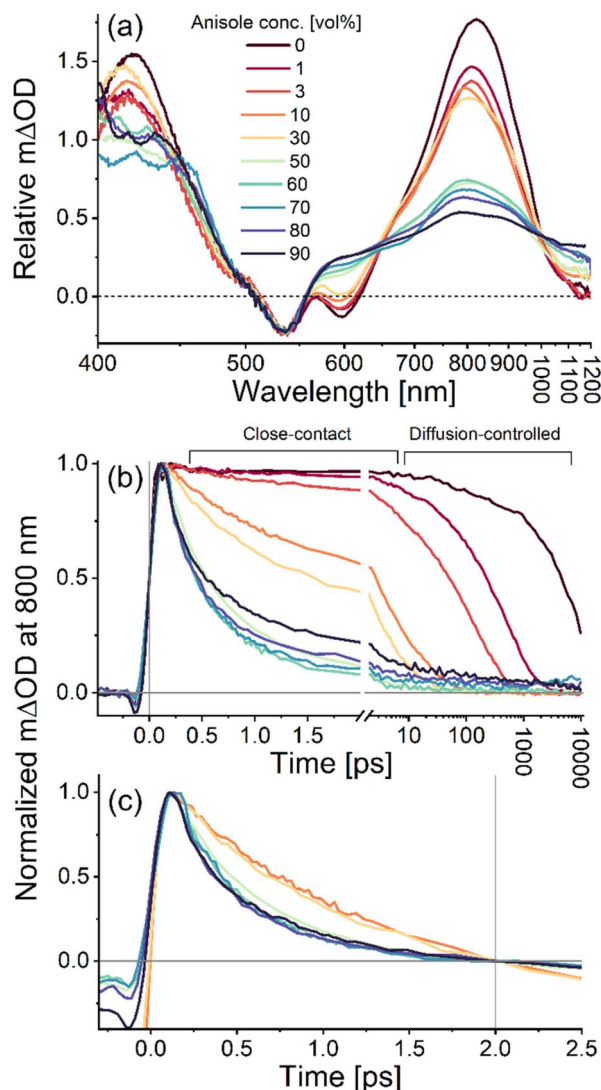 (a)
Anisole conc. [vol%]
0
1
3
10
30
50
60
70
80
90
Relative mΔOD
1.5
1.0
0.5
0.0
400 500 600 700 800 900 1000 1100 1200
Wavelength [nm]
Close-contact Diffusion-controlled
(b)
Normalized mΔOD at 800 nm
1.0
0.5
0.0
0.0 0.5 1.0 1.5 10 100 1000 10000
Time [ps]
(c)
1.0
0.5
0.0
0.0 0.5 1.0 1.5 2.0 2.5
Time [ps]